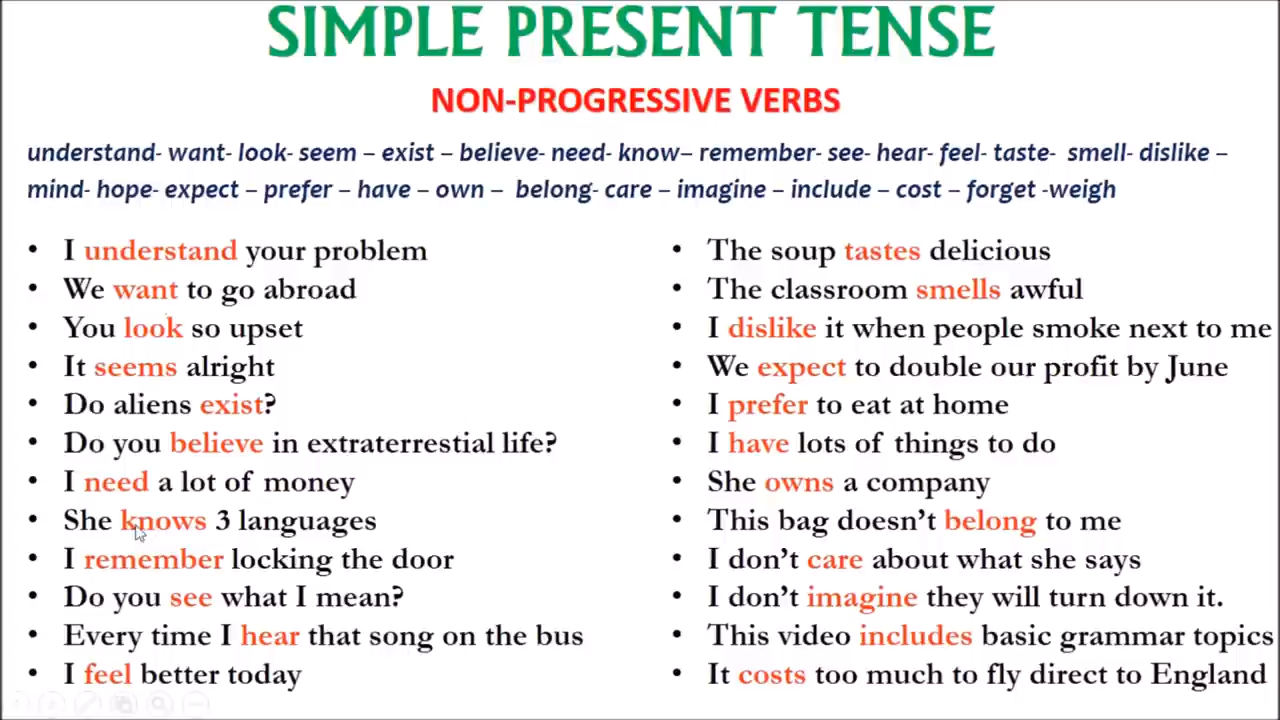 SIMPLE PRESENT TENSE
NON-PROGRESSIVE VERBS
understand- want- look- seem – exist – believe- need- know– remember- see- hear- feel- taste-  smell- dislike –
mind- hope- expect – prefer – have – own –  belong- care – imagine – include – cost – forget -weigh
• I understand your problem
• We want to go abroad
• You look so upset
• It seems alright
• Do aliens exist?
• Do you believe in extraterrestial life?
• I need a lot of money
• She knows 3 languages
• I remember locking the door
• Do you see what I mean?
• Every time I hear that song on the bus
• I feel better today
• The soup tastes delicious
• The classroom smells awful
• I dislike it when people smoke next to me
• We expect to double our profit by June
• I prefer to eat at home
• I have lots of things to do
• She owns a company
• This bag doesn't belong to me
• I don't care about what she says
• I don't imagine they will turn down it.
• This video includes basic grammar topics
• It costs too much to fly direct to England